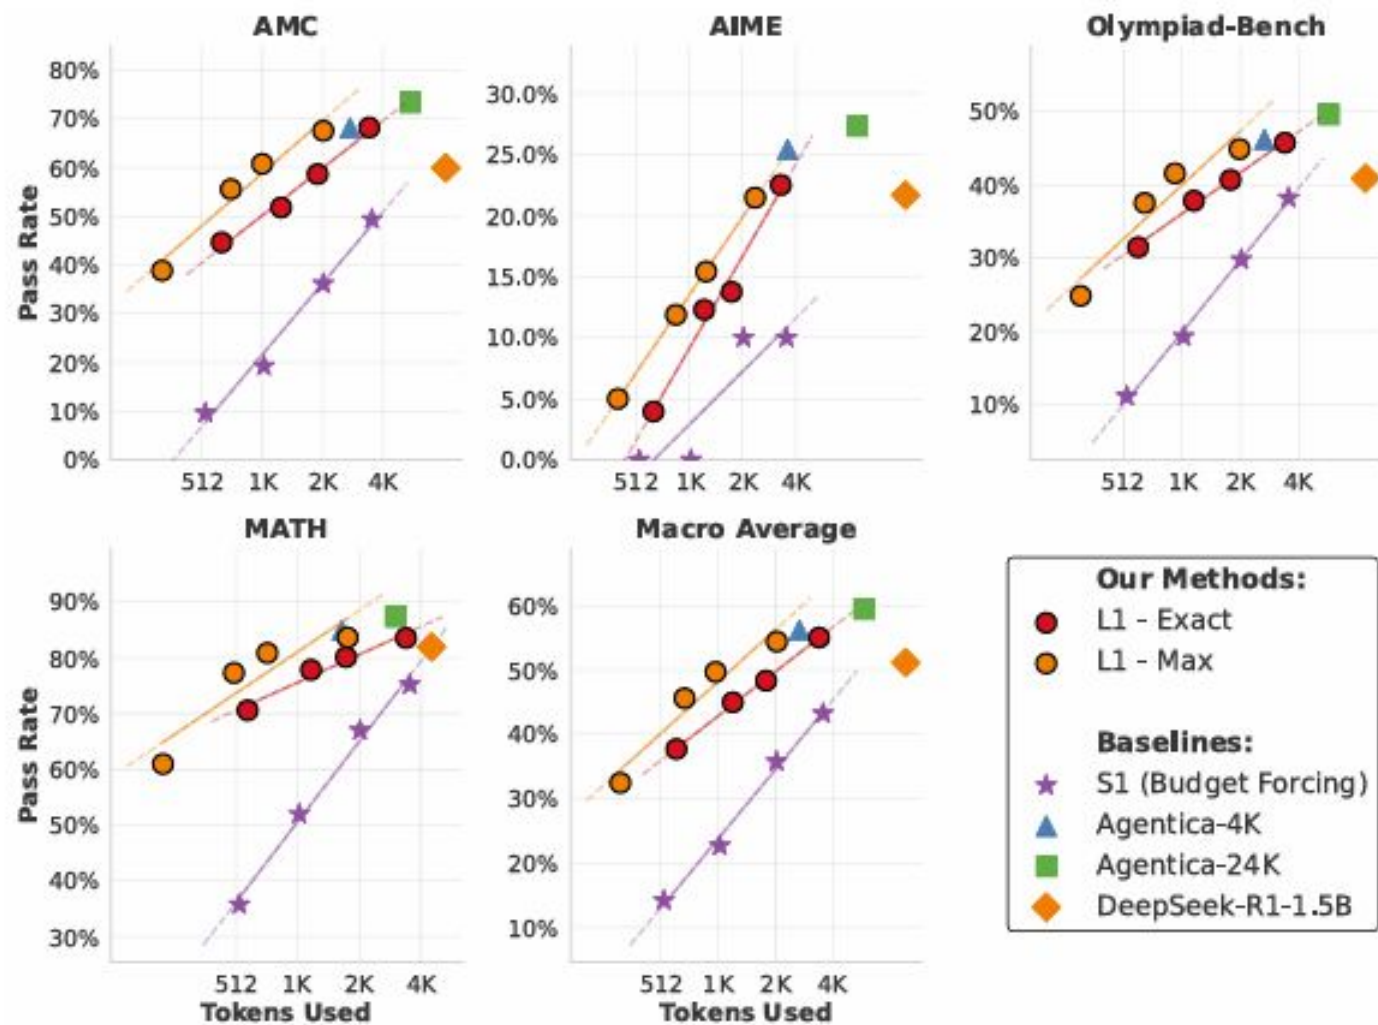 AMC
AIME
Olympiad-Bench
Pass Rate
80%
70%
60%
50%
40%
30%
20%
10%
0%
512 1K 2K 4K
30.0%
25.0%
20.0%
15.0%
10.0%
5.0%
0.0%
512 1K 2K 4K
50%
40%
30%
20%
10%
512 1K 2K 4K
MATH
Pass Rate
90%
80%
70%
60%
50%
40%
30%
512 1K 2K 4K
Tokens Used
Macro Average
60%
50%
40%
30%
20%
10%
512 1K 2K 4K
Tokens Used
Our Methods:
L1 - Exact
L1 - Max
Baselines:
S1 (Budget Forcing)
Agentica-4K
Agentica-24K
DeepSeek-R1-1.5B